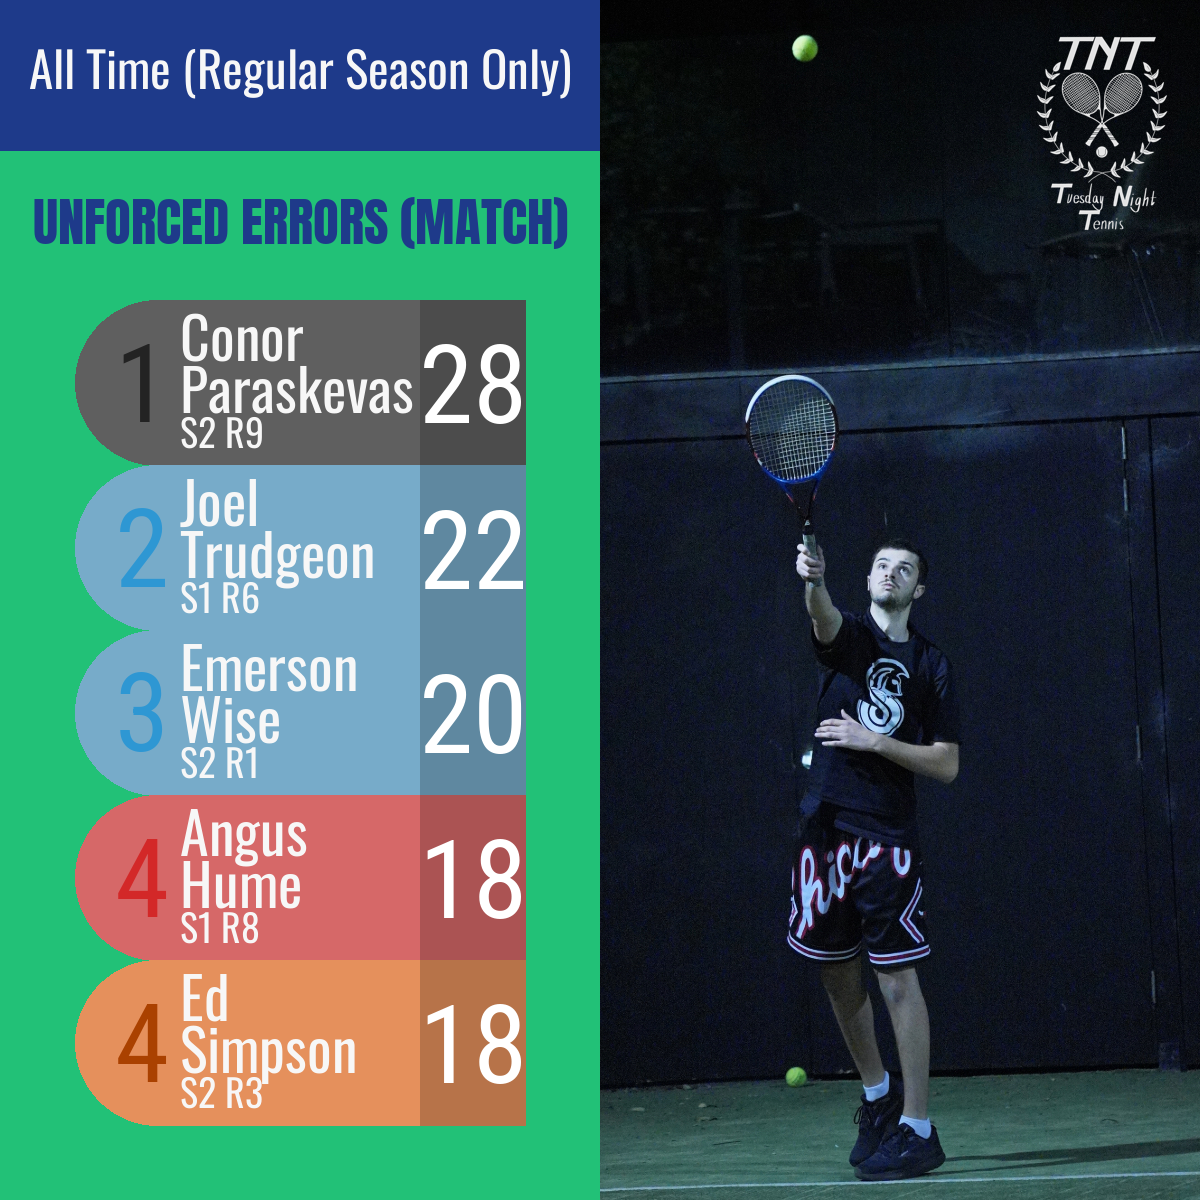 All Time (Regular Season Only)
UNFORCED ERRORS (MATCH)
1
Conor
Paraskevas
S2 R9
28
2
Joel
Trudgeon
S1 R6
22
3
Emerson
Wise
S2 R1
20
4
Angus
Hume
S1 R8
18
4
Ed
Simpson
S2 R3
18
TNT
Tuesday Night
Tennis